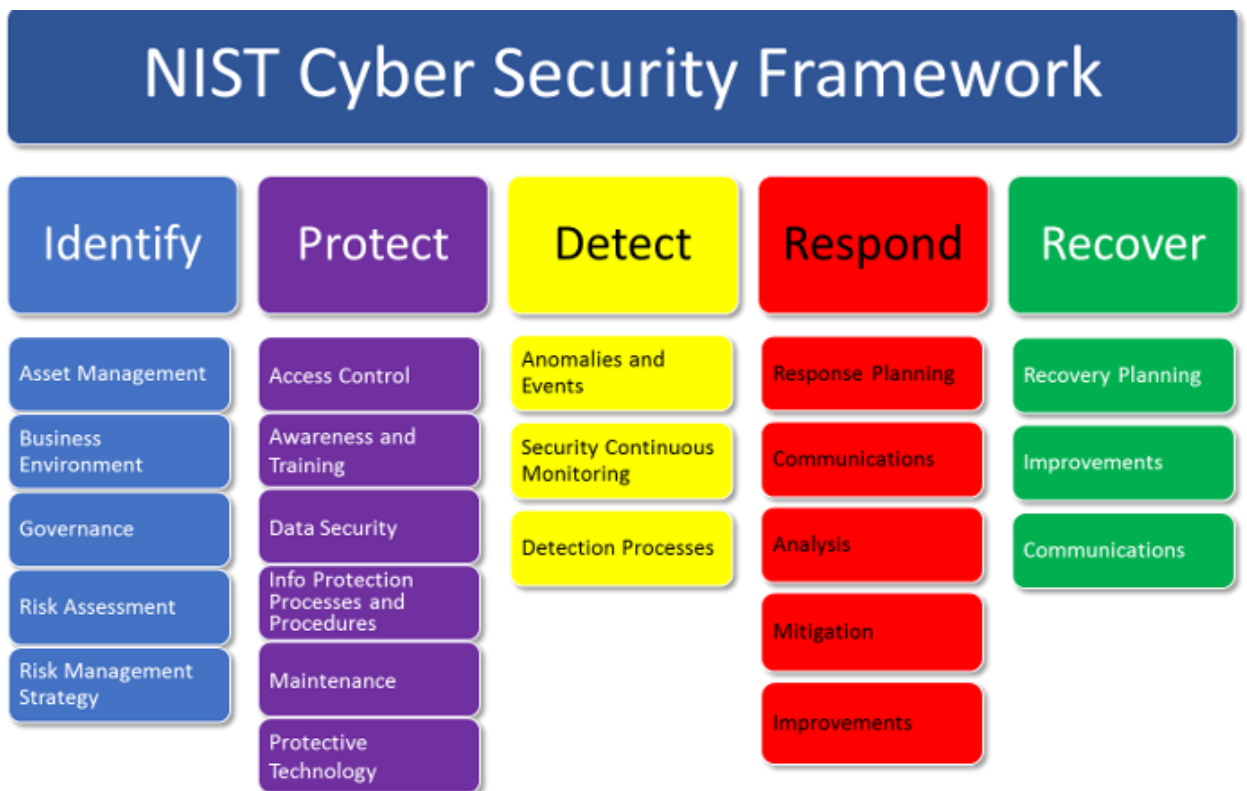 NIST Cyber Security Framework
Identify
Protect
Detect
Respond
Recover
Asset Management
Business
Environment
Governance
Risk Assessment
Risk Management
Strategy
Access Control
Awareness and
Training
Data Security
Info Protection
Processes and
Procedures
Maintenance
Protective
Technology
Anomalies and
Events
Security Continuous
Monitoring
Detection Processes
Response Planning
Communications
Analysis
Mitigation
Improvements
Recovery Planning
Improvements
Communications